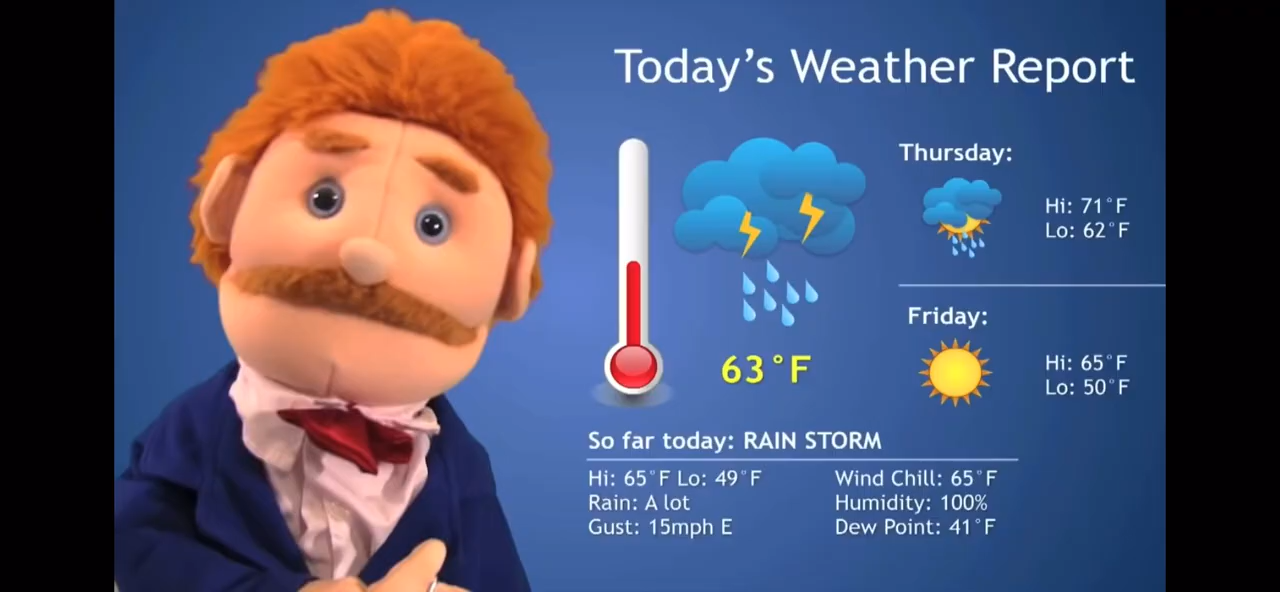 Today's Weather Report
Thursday:
Hi: 71°F
Lo: 62°F
Friday:
Hi: 65°F
Lo: 50°F
63°F
So far today: RAIN STORM
Hi: 65°F Lo: 49°F
Rain: A lot
Gust: 15mph E
Wind Chill: 65°F
Humidity: 100%
Dew Point: 41°F